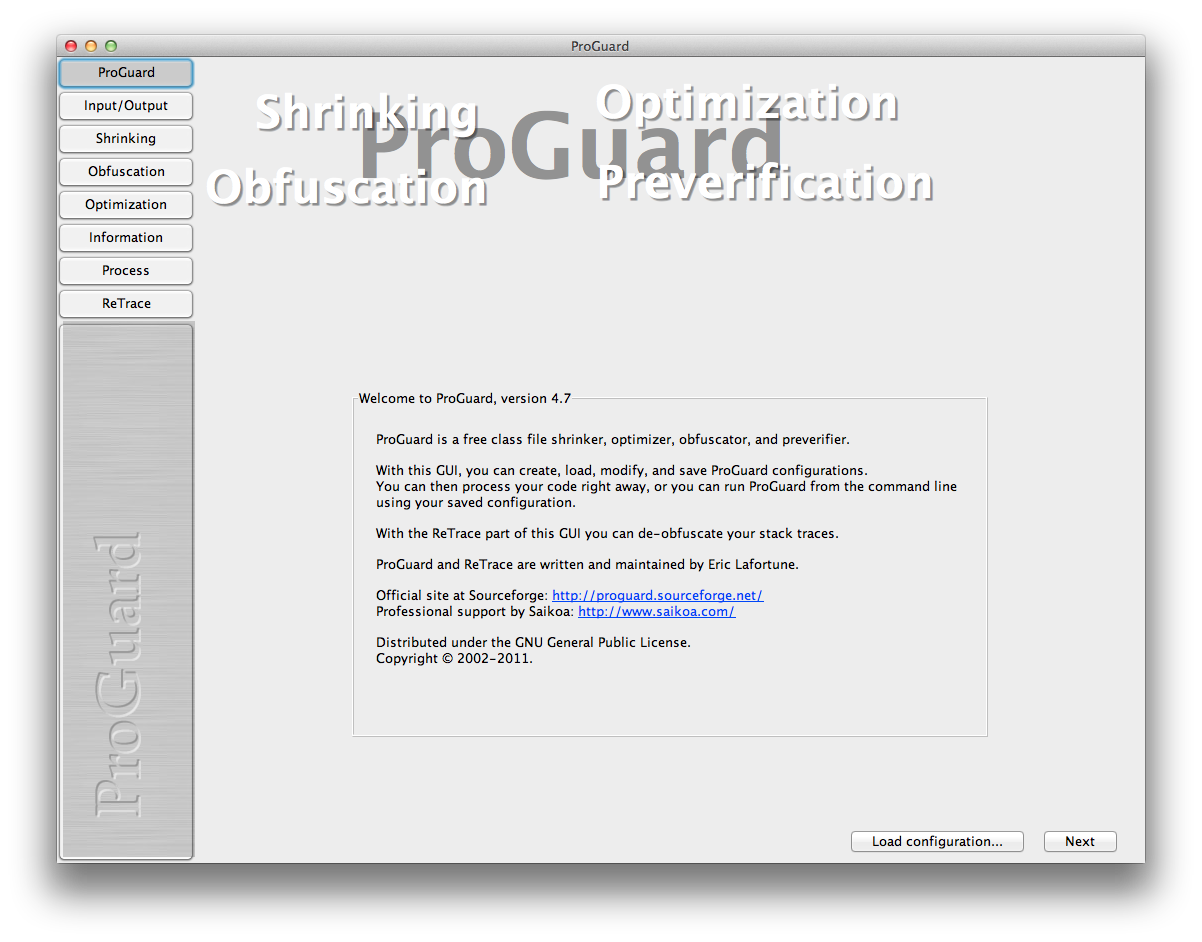 ProGuard
ProGuard
Input/Output
Shrinking
Obfuscation
Optimization
Information
Process
ReTrace
ProGuard
Shrinking
Optimization
ProGuard
Obfuscation
Preverification
Welcome to ProGuard, version 4.7
ProGuard is a free class file shrinker, optimizer, obfuscator, and preverifier.
With this GUI, you can create, load, modify, and save ProGuard configurations.
You can then process your code right away, or you can run ProGuard from the command line
using your saved configuration.
With the ReTrace part of this GUI you can de-obfuscate your stack traces.
ProGuard and ReTrace are written and maintained by Eric Lafortune.
Official site at Sourceforge: http://proguard.sourceforge.net/
Professional support by Saikoa: http://www.saikoa.com/
Distributed under the GNU General Public License.
Copyright © 2002-2011.
Load configuration...
Next